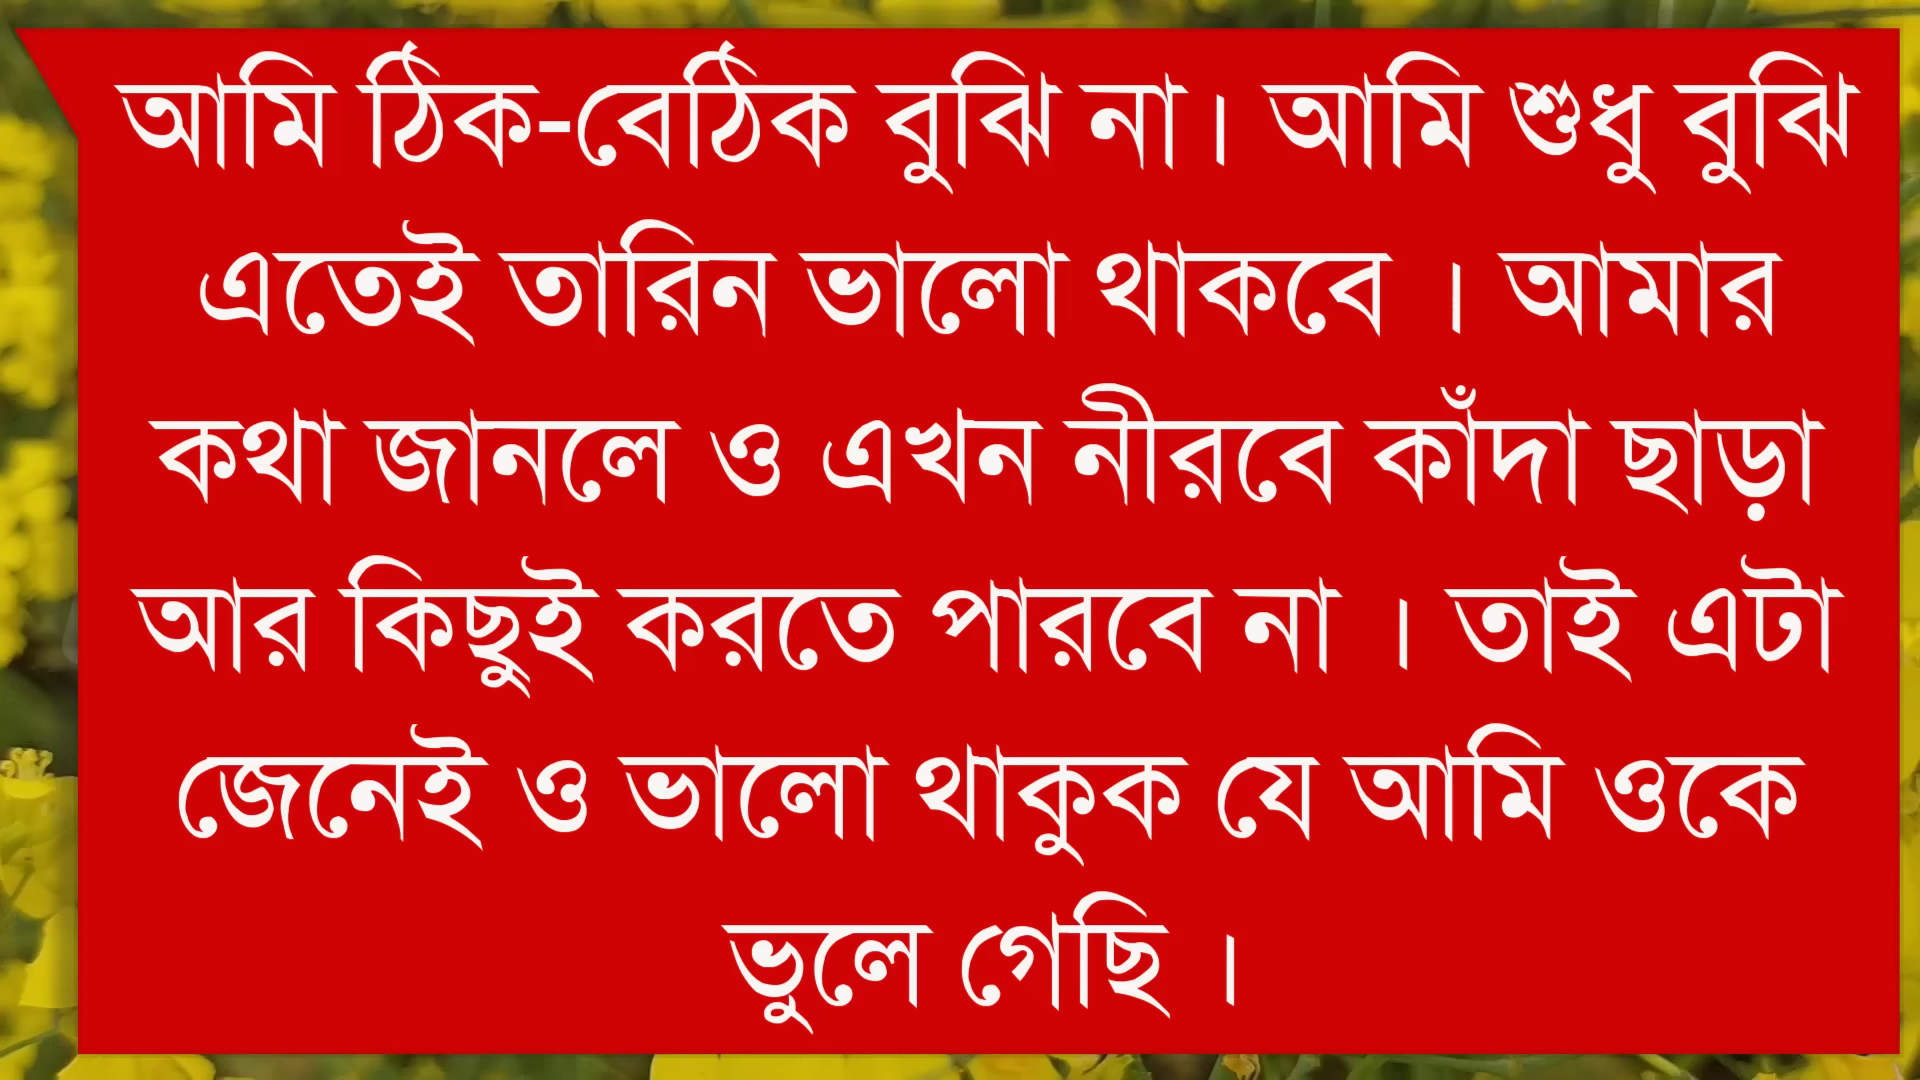 আমি ঠিক-বেঠিক বুঝি না। আমি শুধু বুঝি
এতেই তারিন ভালো থাকবে । আমার
কথা জানলে ও এখন নীরবে কাঁদা ছাড়া
আর কিছুই করতে পারবে না । তাই এটা
জেনেই ও ভালো থাকুক যে আমি ওকে
ভুলে গেছি ।